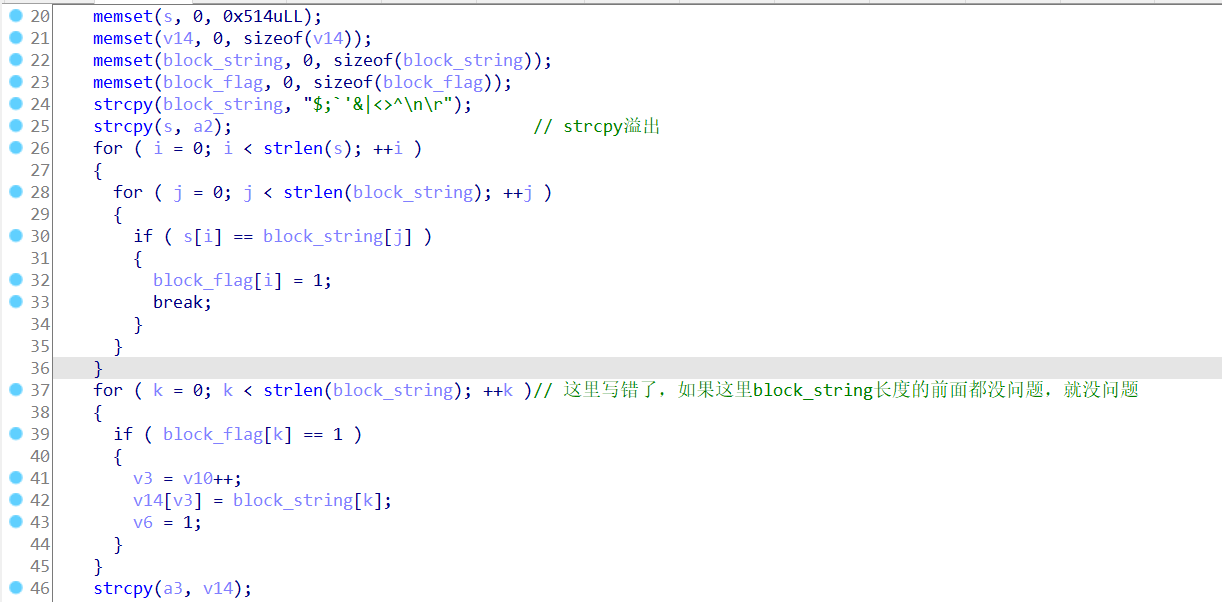 20 memset(s, 0, 0x514uLL);
21 memset(v14, 0, sizeof(v14));
22 memset(block_string, 0, sizeof(block_string));
23 memset(block_flag, 0, sizeof(block_flag));
24 strcpy(block_string, "$;`'&|<>^\n\r");
25 strcpy(s, a2); // strcpy溢出
26 for ( i = 0; i < strlen(s); ++i )
27 {
28 for ( j = 0; j < strlen(block_string); ++j )
29 {
30 if ( s[i] == block_string[j] )
31 {
32 block_flag[i] = 1;
33 break;
34 }
35 }
36 }
37 for ( k = 0; k < strlen(block_string); ++k )// 这里写错了，如果这里block_string长度的前面都没问题，就没问题
38 {
39 if ( block_flag[k] == 1 )
40 {
41 v3 = v10++;
42 v14[v3] = block_string[k];
43 v6 = 1;
44 }
45 }
46 strcpy(a3, v14);